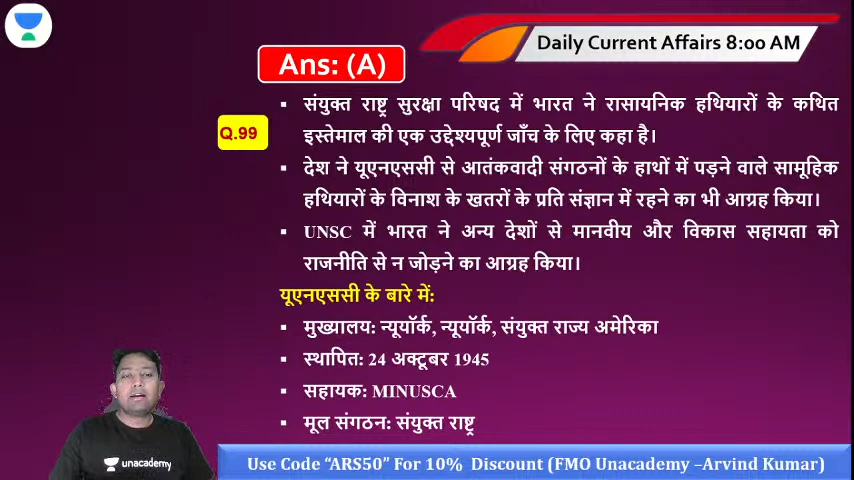 Daily Current Affairs 8:00 AM
Ans: (A)
Q.99
▪ संयुक्त राष्ट्र सुरक्षा परिषद में भारत ने रासायनिक हथियारों के कथित
इस्तेमाल की एक उद्देश्यपूर्ण जाँच के लिए कहा है।
▪ देश ने यूएनएससी से आतंकवादी संगठनों के हाथों में पड़ने वाले सामूहिक
हथियारों के विनाश के खतरों के प्रति संज्ञान में रहने का भी आग्रह किया।
▪ UNSC में भारत ने अन्य देशों से मानवीय और विकास सहायता को
राजनीति से न जोड़ने का आग्रह किया।
यूएनएससी के बारे में:
▪ मुख्यालय: न्यूयॉर्क, न्यूयॉर्क, संयुक्त राज्य अमेरिका
▪ स्थापित: 24 अक्टूबर 1945
▪ सहायक: MINUSCA
▪ मूल संगठन: संयुक्त राष्ट्र
unacademy
Use Code “ARS50” For 10% Discount (FMO Unacademy –Arvind Kumar)